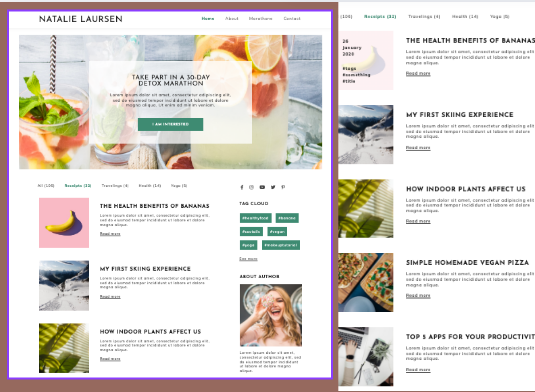 NATALIE LAURSEN
Home About Marathons Contact
TAKE PART IN A 30-DAY
DETOX MARATHON
Lorem ipsum dolor sit amet, consectetur adipiscing elit,
sed do eiusmod tempor incididunt ut labore et dolore
magna aliqua. Ut enim ad minim veniam.
I AM INTERESTED
All (106) Receipts (32) Travelings (4) Health (14) Yoga (5)
THE HEALTH BENEFITS OF BANANAS
Lorem ipsum dolor sit amet, consectetur adipiscing elit,
sed do eiusmod tempor incididunt ut labore et dolore
magna aliqua.
Read more
MY FIRST SKIING EXPERIENCE
Lorem ipsum dolor sit amet, consectetur adipiscing elit,
sed do eiusmod tempor incididunt ut labore et dolore
magna aliqua.
Read more
HOW INDOOR PLANTS AFFECT US
Lorem ipsum dolor sit amet, consectetur adipiscing elit,
sed do eiusmod tempor incididunt ut labore et dolore
magna aliqua.
Read more
TAG CLOUD
#healthyfood #banana
#cocktails #vegan
#yoga #makeuptutorial
See more
ABOUT AUTHOR
Lorem ipsum dolor sit amet,
consectetur adipiscing elit, sed do
eiusmod tempor incididunt ut
labore et dolore magna
aliqua.
(106) Receipts (32) Travelings (4) Health (14) Yoga (5)
26
January
2020
#tags
#something
#title
THE HEALTH BENEFITS OF BANANAS
Lorem ipsum dolor sit amet, consectetur adipiscing elit,
sed do eiusmod tempor incididunt ut labore et dolore
magna aliqua.
Read more
MY FIRST SKIING EXPERIENCE
Lorem ipsum dolor sit amet, consectetur adipiscing elit,
sed do eiusmod tempor incididunt ut labore et dolore
magna aliqua.
Read more
HOW INDOOR PLANTS AFFECT US
Lorem ipsum dolor sit amet, consectetur adipiscing elit,
sed do eiusmod tempor incididunt ut labore et dolore
magna aliqua.
Read more
SIMPLE HOMEMADE VEGAN PIZZA
Lorem ipsum dolor sit amet, consectetur adipiscing elit,
sed do eiusmod tempor incididunt ut labore et dolore
magna aliqua.
Read more
TOP 5 APPS FOR YOUR PRODUCTIVIT
Lorem ipsum dolor sit amet, consectetur adipiscing elit,
sed do eiusmod tempor incididunt ut labore et dolore
magna aliqua.
Read more